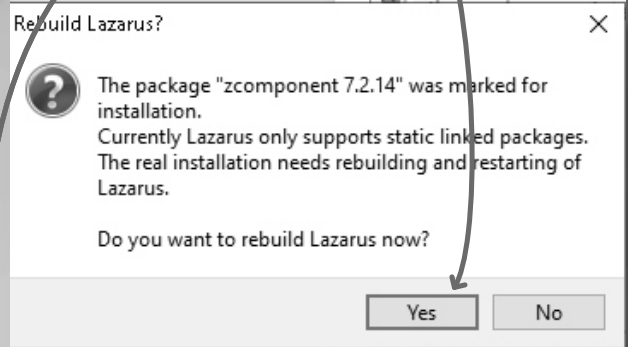 Rebuild Lazarus?
The package "zcomponent 7.2.14" was marked for
installation.
Currently Lazarus only supports static linked packages.
The real installation needs rebuilding and restarting of
Lazarus.
Do you want to rebuild Lazarus now?
Yes
No